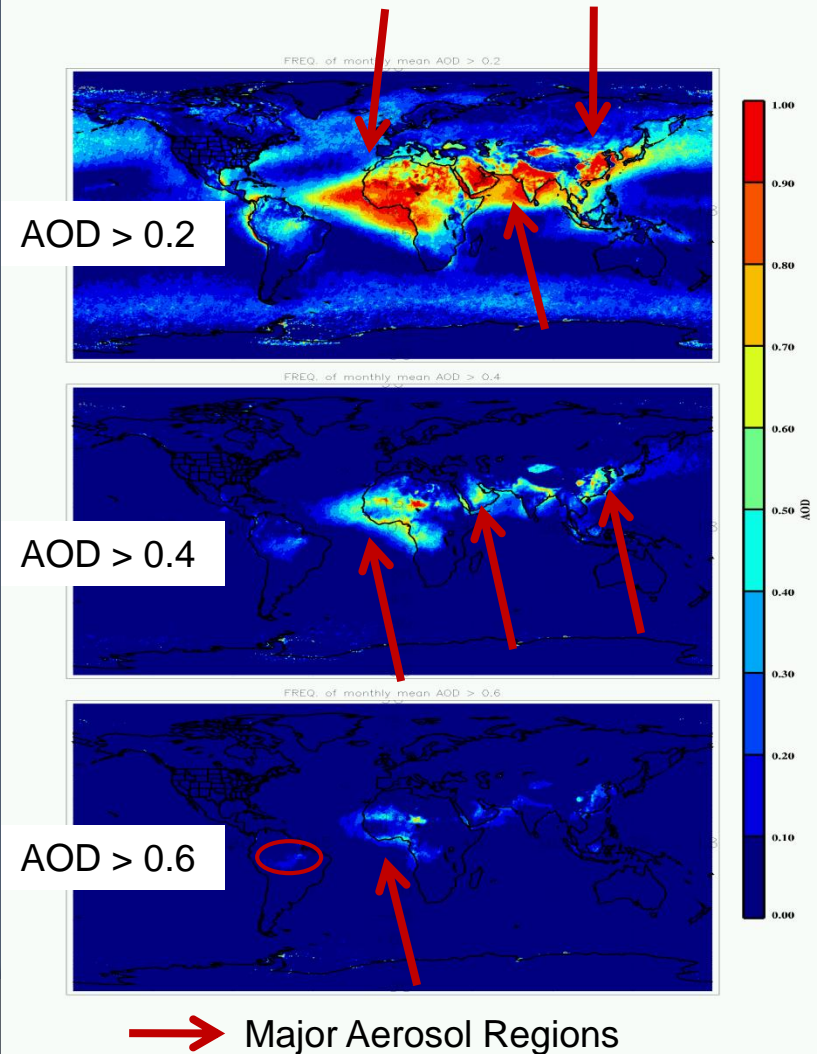 FREQ. of monthly mean AOD > 0.2
AOD > 0.2
FREQ. of monthly mean AOD > 0.4
AOD > 0.4
FREQ. of monthly mean AOD > 0.6
AOD > 0.6
1.00
0.90
0.80
0.70
0.60
0.50
0.40
0.30
0.20
0.10
0.00
AOD
Major Aerosol Regions